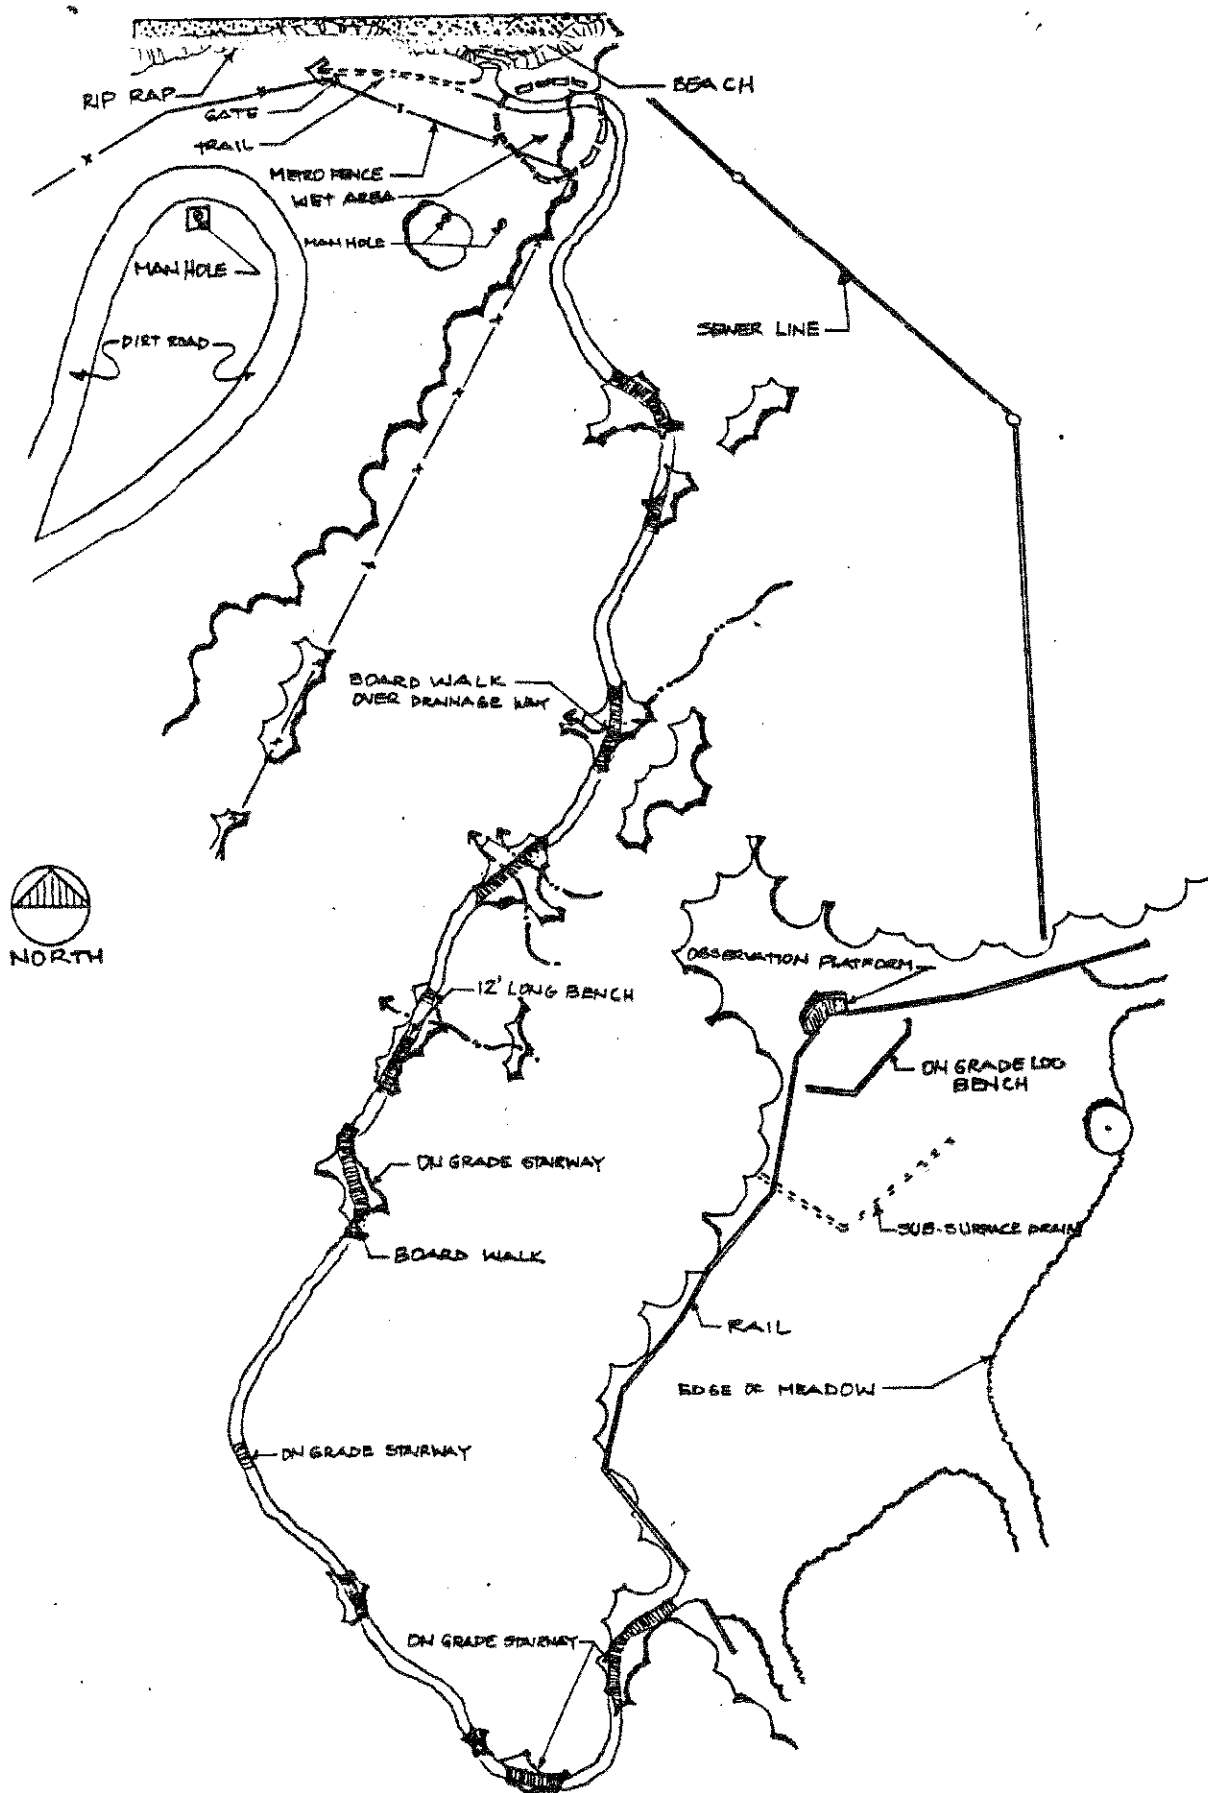 RIP RAP
BEACH
GATE
TRAIL
METRO FENCE
WET AREA
MAN HOLE
MAN HOLE
DIRT ROAD
SEWER LINE
BOARD WALK
OVER DRAINAGE WAY
NORTH
OBSERVATION PLATFORM
12' LONG BENCH
ON GRADE LOG
BENCH
ON GRADE STAIRWAY
SUB-SURFACE DRAIN
BOARD WALK
RAIL
EDGE OF MEADOW
ON GRADE STAIRWAY
ON GRADE STAIRWAY